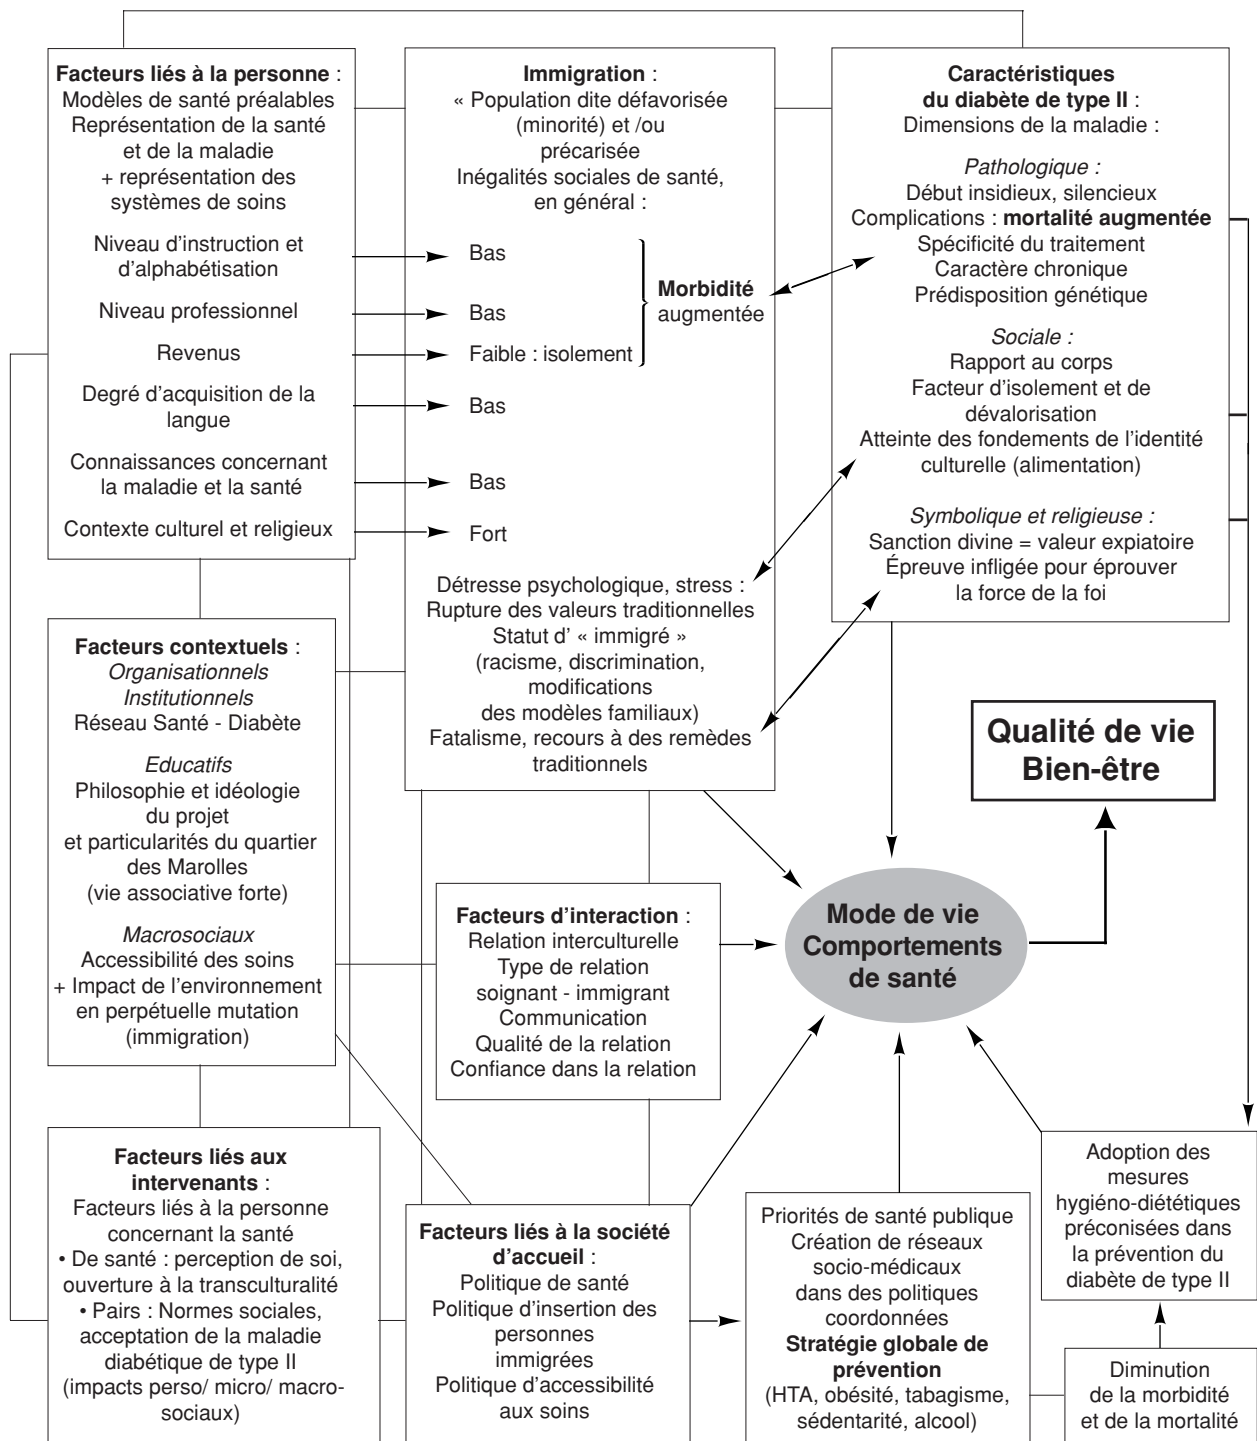 Facteurs liés à la personne :
Modèles de santé préalables
Représentation de la santé
et de la maladie
+ représentation des
systèmes de soins
Niveau d'instruction et
d'alphabétisation
Niveau professionnel
Revenus
Degré d'acquisition de la
langue
Connaissances concernant
la maladie et la santé
Contexte culturel et religieux
Immigration :
« Population dite défavorisée
(minorité) et /ou
précarisée
Inégalités sociales de santé,
en général :
Bas
Bas
Faible : isolement
Morbidité
augmentée
Bas
Bas
Fort
Détresse psychologique, stress :
Rupture des valeurs traditionnelles
Statut d' « immigré »
(racisme, discrimination,
modifications
des modèles familiaux)
Fatalisme, recours à des remèdes
traditionnels
Caractéristiques
du diabète de type II :
Dimensions de la maladie :
Pathologique :
Début insidieux, silencieux
Complications : mortalité augmentée
Spécificité du traitement
Caractère chronique
Prédisposition génétique
Sociale :
Rapport au corps
Facteur d'isolement et de
dévalorisation
Atteinte des fondements de l'identité
culturelle (alimentation)
Symbolique et religieuse :
Sanction divine = valeur expiatoire
Épreuve infligée pour éprouver
la force de la foi
Facteurs contextuels :
Organisationnels
Institutionnels
Réseau Santé - Diabète
Educatifs
Philosophie et idéologie
du projet
et particularités du quartier
des Marolles
(vie associative forte)
Macrosociaux
Accessibilité des soins
+ Impact de l'environnement
en perpétuelle mutation
(immigration)
Qualité de vie
Bien-être
Facteurs d'interaction :
Relation interculturelle
Type de relation
soignant - immigrant
Communication
Qualité de la relation
Confiance dans la relation
Mode de vie
Comportements
de santé
Facteurs liés aux
intervenants :
Facteurs liés à la personne
concernant la santé
• De santé : perception de soi,
ouverture à la transculturalité
• Pairs : Normes sociales,
acceptation de la maladie
diabétique de type II
(impacts perso/ micro/ macro-
sociaux)
Facteurs liés à la société
d'accueil :
Politique de santé
Politique d'insertion des
personnes
immigrées
Politique d'accessibilité
aux soins
Priorités de santé publique
Création de réseaux
socio-médicaux
dans des politiques
coordonnées
Stratégie globale de
prévention
(HTA, obésité, tabagisme,
sédentarité, alcool)
Adoption des
mesures
hygiéno-diététiques
préconisées dans
la prévention du
diabète de type II
Diminution
de la morbidité
et de la mortalité